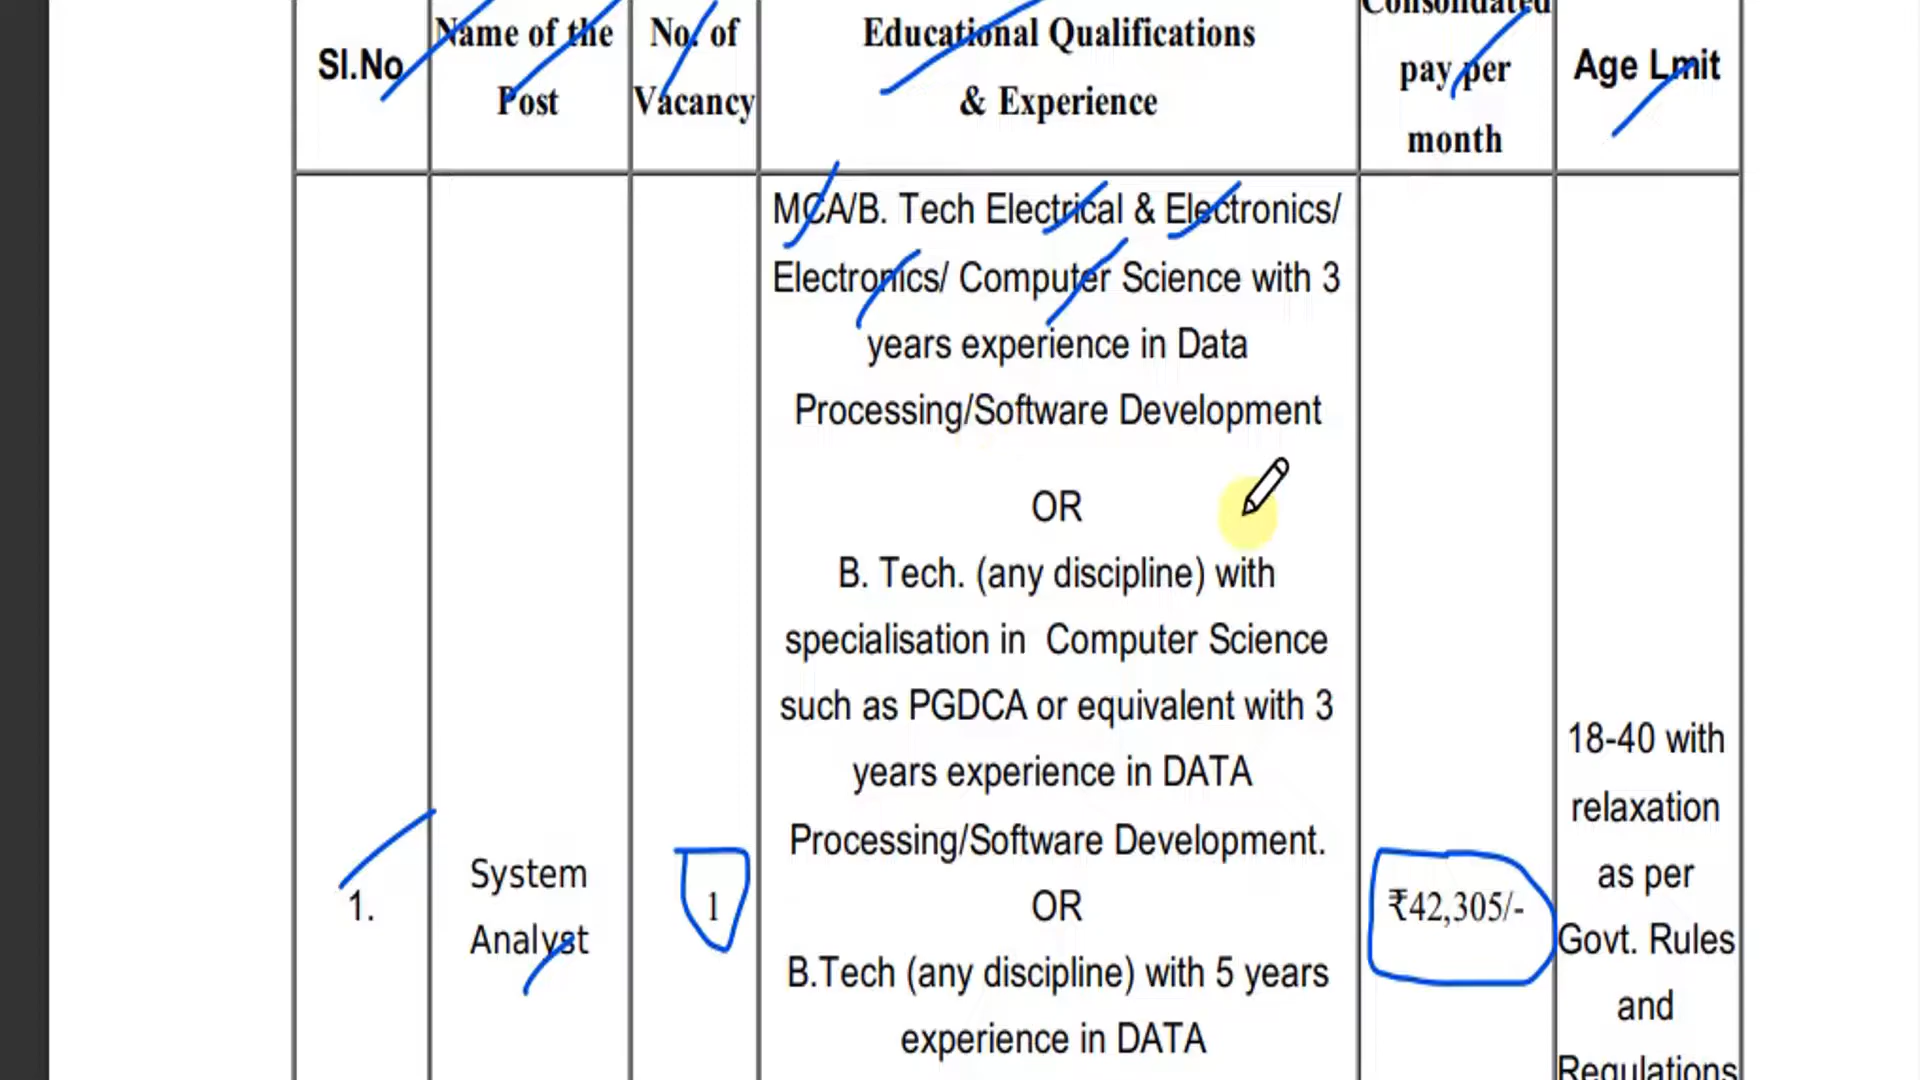 Sl.No
Name of the
Post
No. of
Vacancy
Educational Qualifications
& Experience
Consolidated
pay per
month
Age Lmit
1.
System
Analyst
1
MCA/B. Tech Electrical & Electronics/
Electronics/ Computer Science with 3
years experience in Data
Processing/Software Development
OR
B. Tech. (any discipline) with
specialisation in Computer Science
such as PGDCA or equivalent with 3
years experience in DATA
Processing/Software Development.
OR
B.Tech (any discipline) with 5 years
experience in DATA
₹42,305/-
18-40 with
relaxation
as per
Govt. Rules
and
Regulations